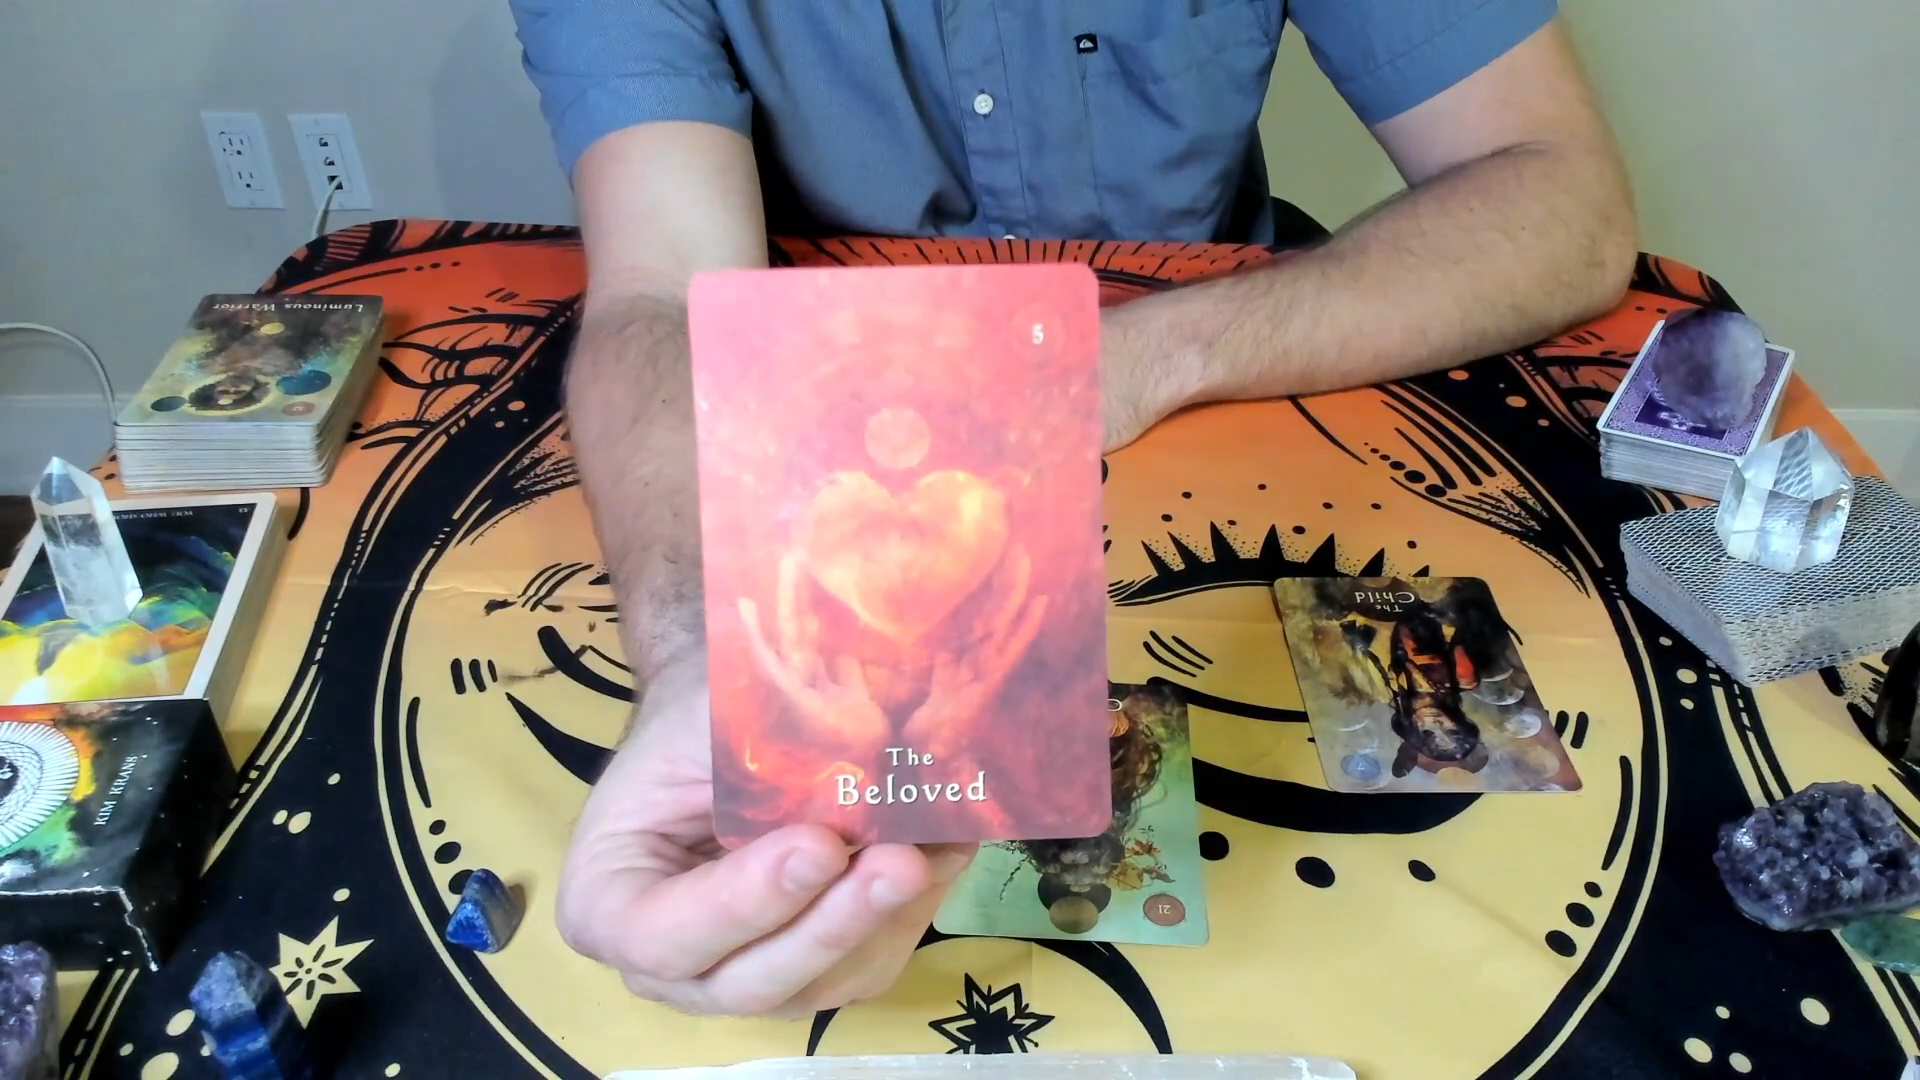 Luminous Warrior
5
The
Beloved
The
Child
21
KIM KRANS